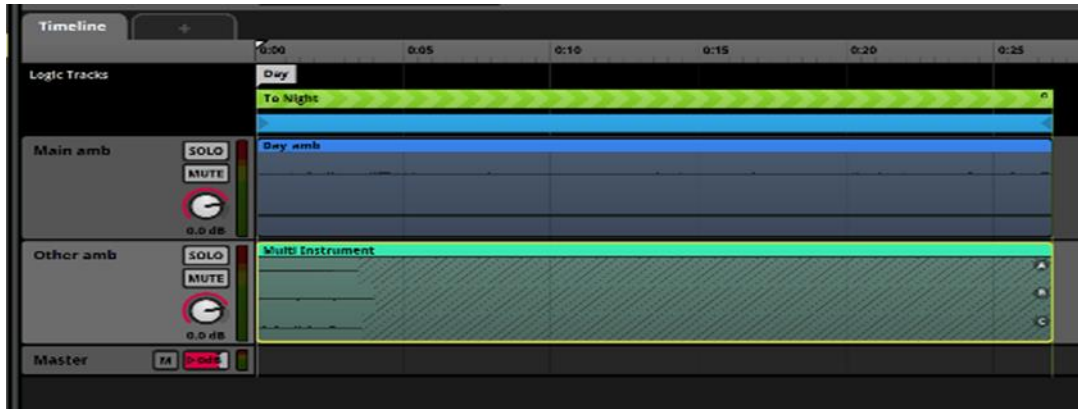 Timeline +
0:00 0:05 0:10 0:15 0:20 0:25
Logic Tracks
Day
To Night
Main amb SOLO
MUTE
0.0 dB
Day amb
Other amb SOLO
MUTE
0.0 dB
Multi Instrument
A
B
C
Master